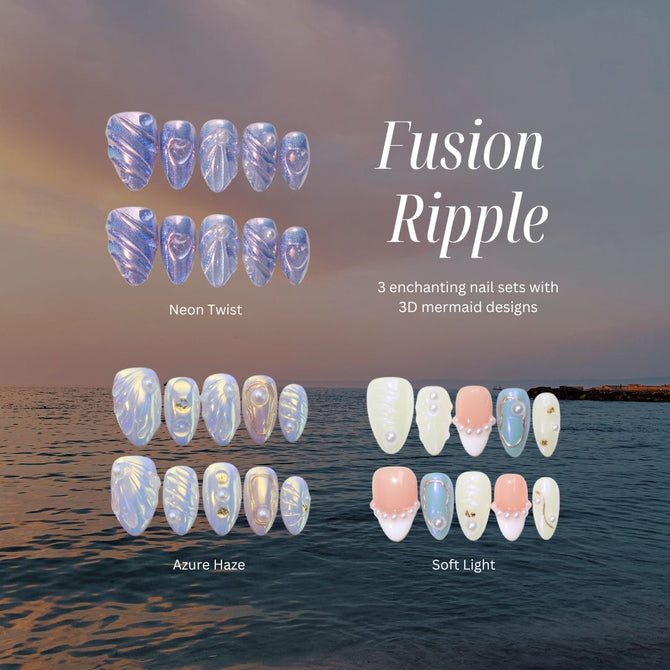 Fusion
Ripple
3 enchanting nail sets with
3D mermaid designs
Neon Twist
Azure Haze
Soft Light